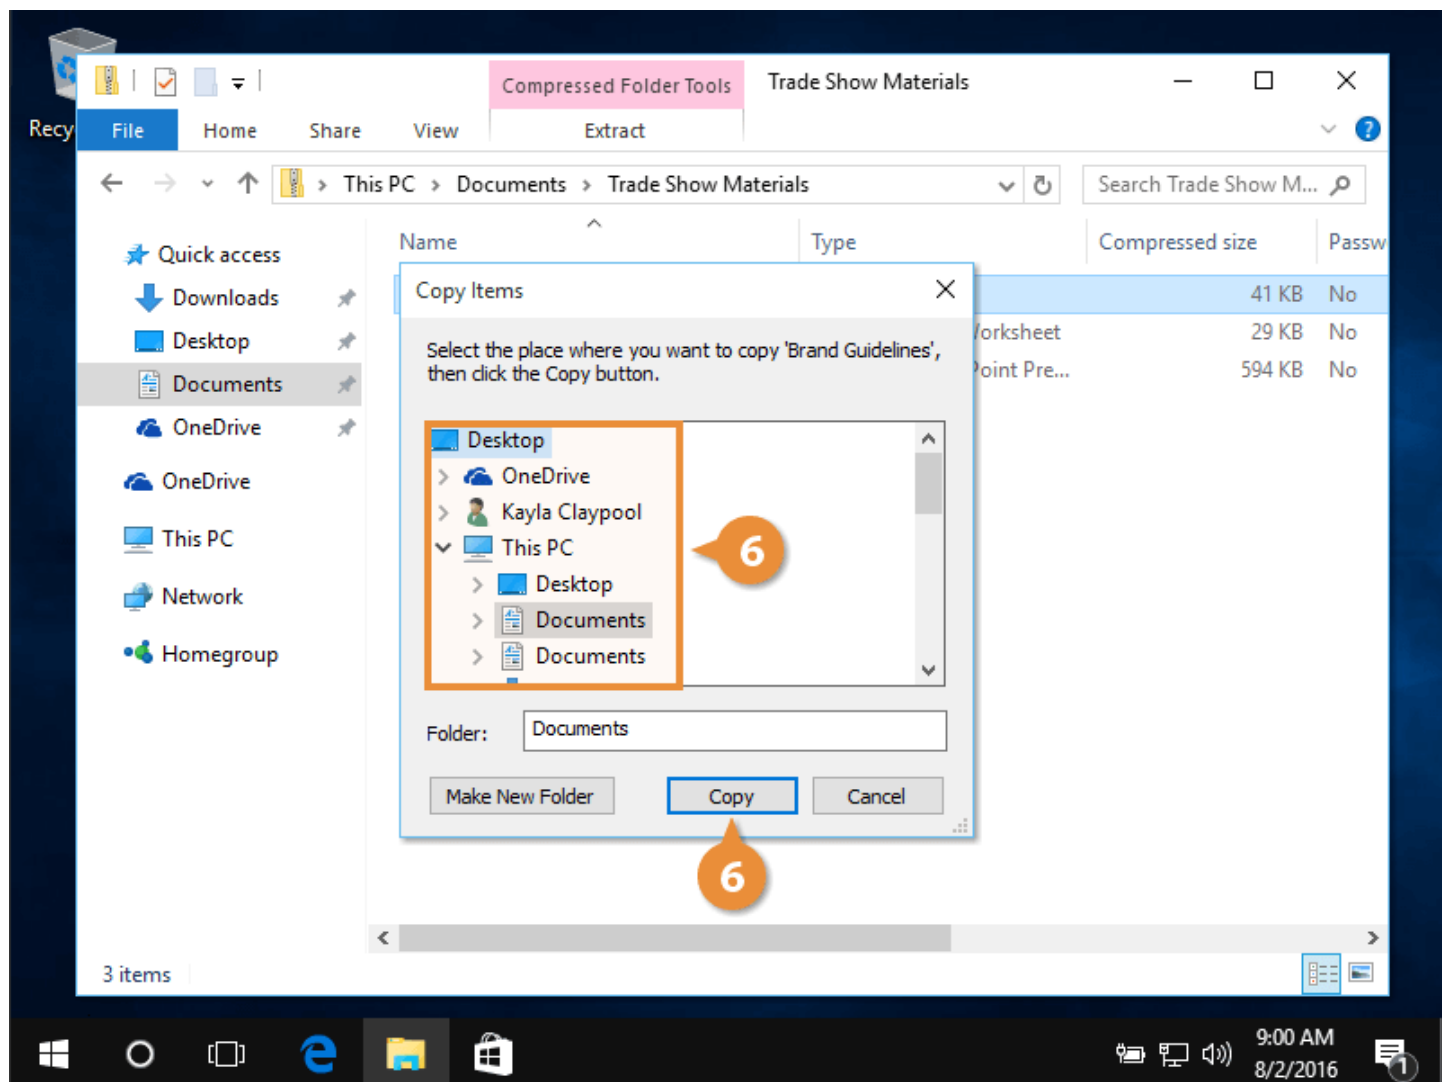 Recy
Compressed Folder Tools
Trade Show Materials
File Home Share View Extract
?
This PC > Documents > Trade Show Materials
Search Trade Show M...
Quick access
Downloads
Desktop
Documents
OneDrive
OneDrive
This PC
Network
Homegroup
Name Type Compressed size Passw
41 KB No
orksheet 29 KB No
Point Pre... 594 KB No
Copy Items
Select the place where you want to copy 'Brand Guidelines',
then click the Copy button.
Desktop
OneDrive
Kayla Claypool
This PC
Desktop
Documents
Documents
6
Folder: Documents
Make New Folder Copy Cancel
6
3 items
9:00 AM
8/2/2016
1